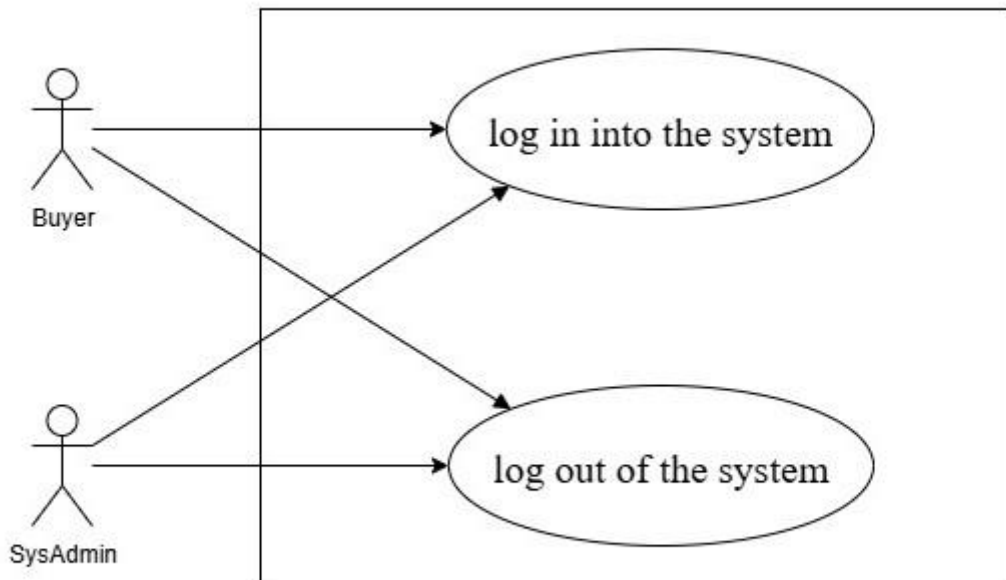 log in into the system
Buyer
log out of the system
SysAdmin